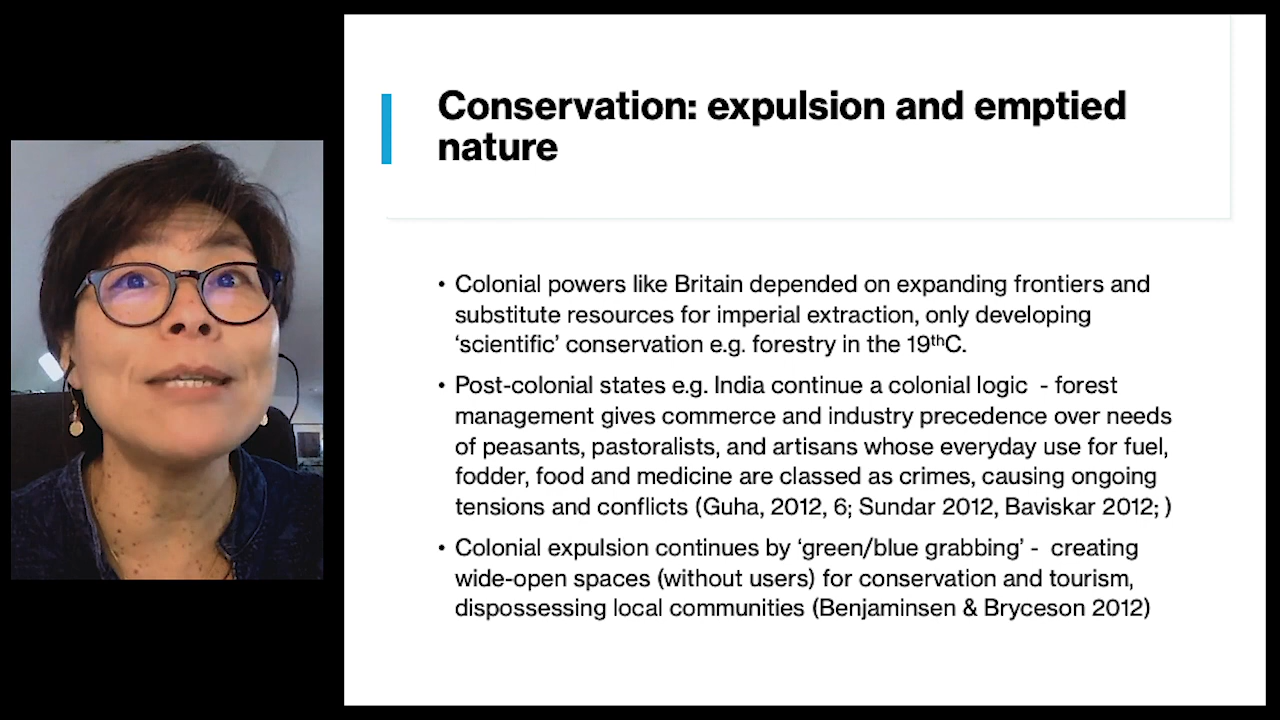 Conservation: expulsion and emptied
nature
• Colonial powers like Britain depended on expanding frontiers and
substitute resources for imperial extraction, only developing
‘scientific’ conservation e.g. forestry in the 19thC.
• Post-colonial states e.g. India continue a colonial logic  - forest
management gives commerce and industry precedence over needs
of peasants, pastoralists, and artisans whose everyday use for fuel,
fodder, food and medicine are classed as crimes, causing ongoing
tensions and conflicts (Guha, 2012, 6; Sundar 2012, Baviskar 2012; )
• Colonial expulsion continues by ‘green/blue grabbing’ -  creating
wide-open spaces (without users) for conservation and tourism,
dispossessing local communities (Benjaminsen & Bryceson 2012)